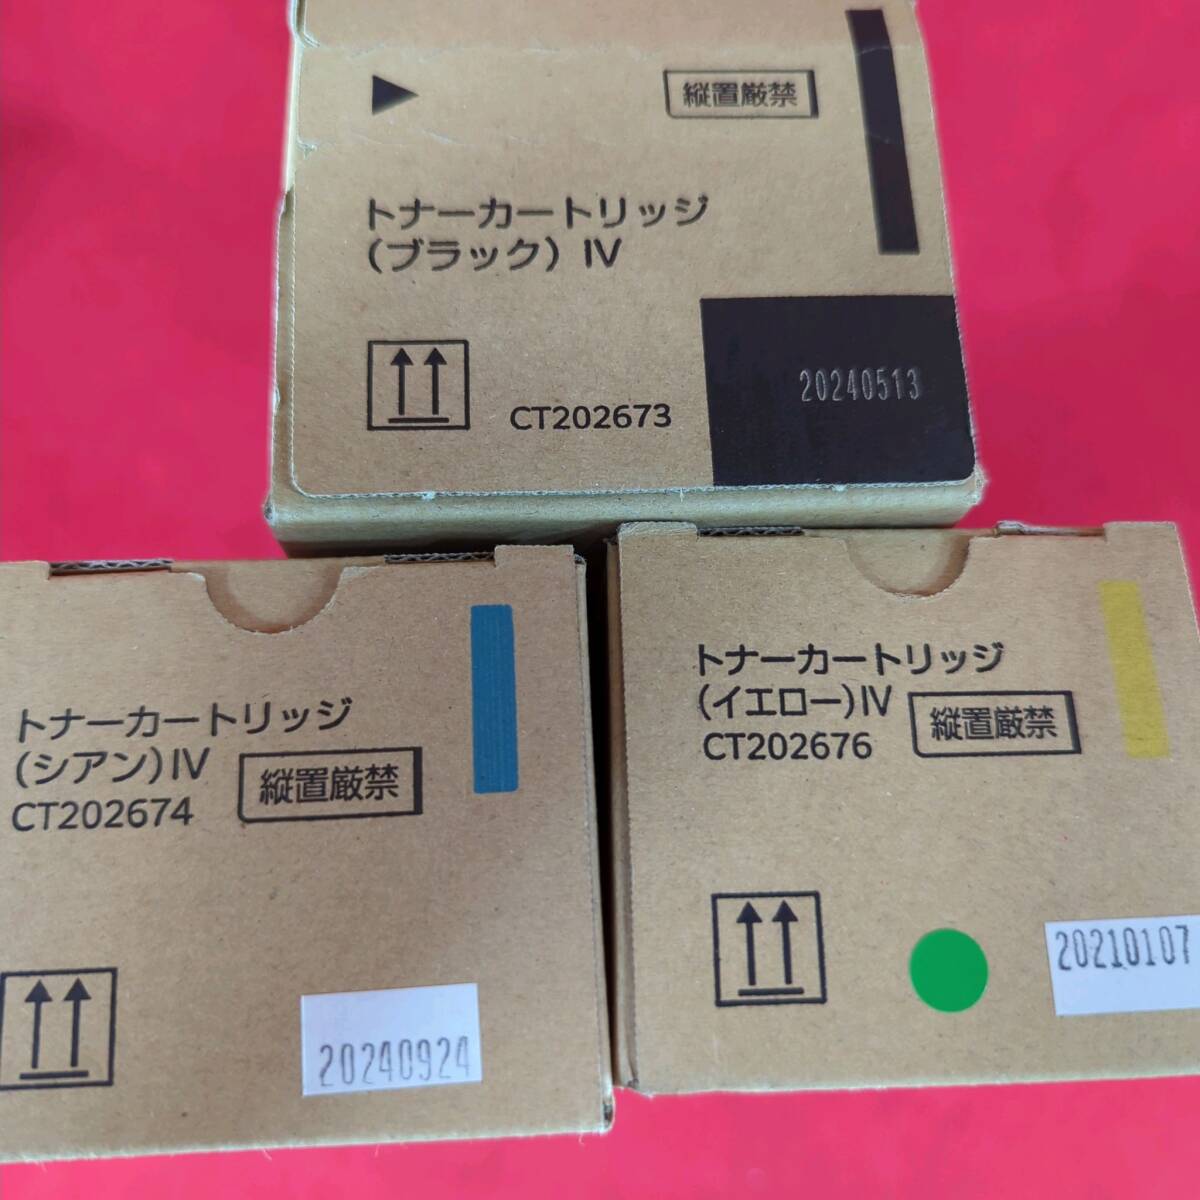 縦置厳禁
トナーカートリッジ
(ブラック) IV
20240513
CT202673
トナーカートリッジ
(シアン)IV
縦置厳禁
CT202674
20240924
トナーカートリッジ
(イエロー)IV
縦置厳禁
CT202676
20210107